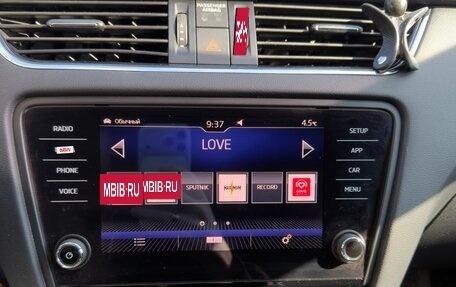 PASSENGER
AIRBAG
Обычный
9:37
4.5°C
RADIO
LOVE
SETUP
APP
PHONE
CAR
VOICE
MBIB·RU
MBIB·RU
SPUTNIK
RECORD
MENU